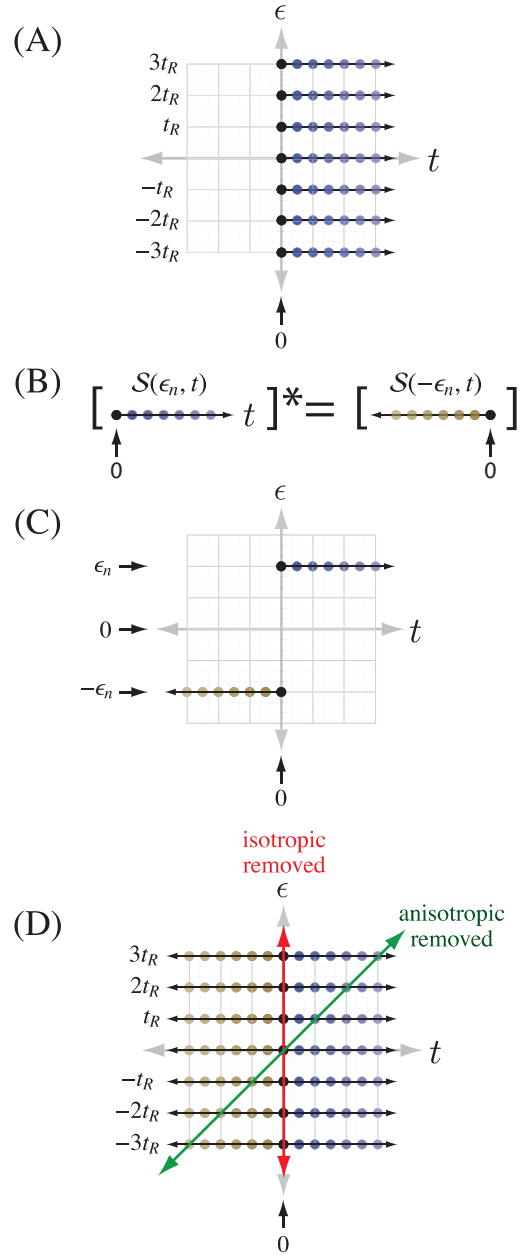 (A)
ϵ
3t_R
2t_R
t_R
t
−t_R
−2t_R
−3t_R
0
(B)
[ S(ϵ_n, t) t ]* = [ S(−ϵ_n, t) ]
0 0
(C)
ϵ
ϵ_n
0 t
−ϵ_n
0
isotropic
removed
(D)
ϵ
anisotropic
removed
3t_R
2t_R
t_R
t
−t_R
−2t_R
−3t_R
0